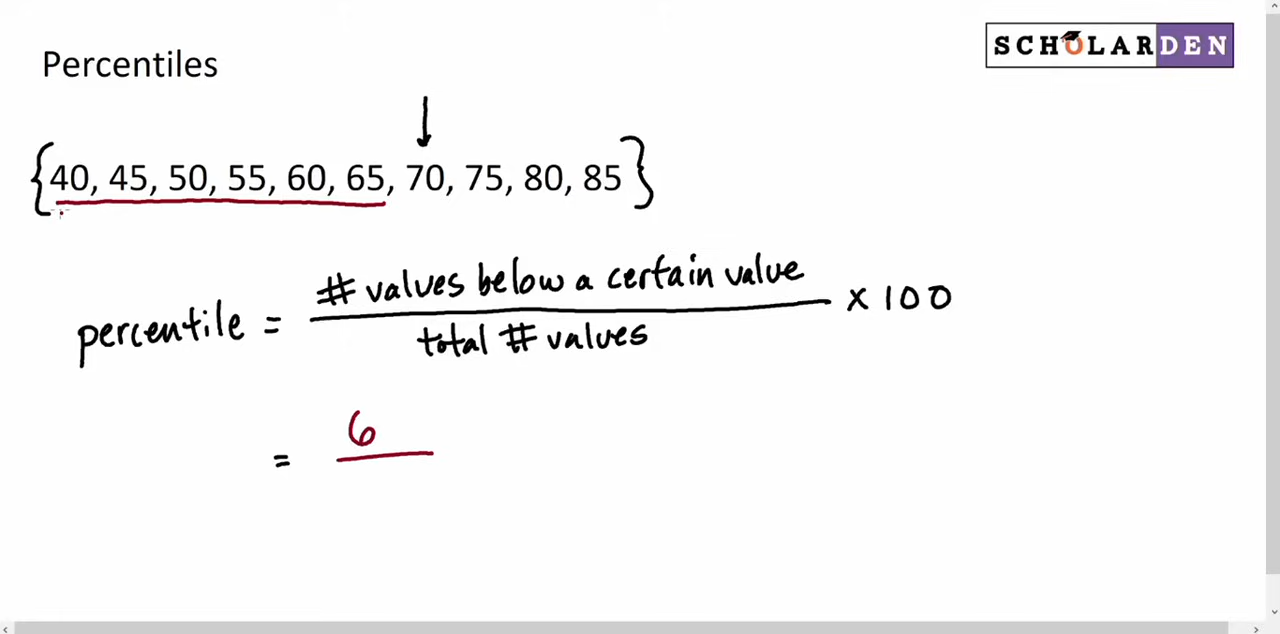 SCHOLARDEN
Percentiles
{40, 45, 50, 55, 60, 65, 70, 75, 80, 85}
percentile = # values below a certain value / total # values × 100
= 6